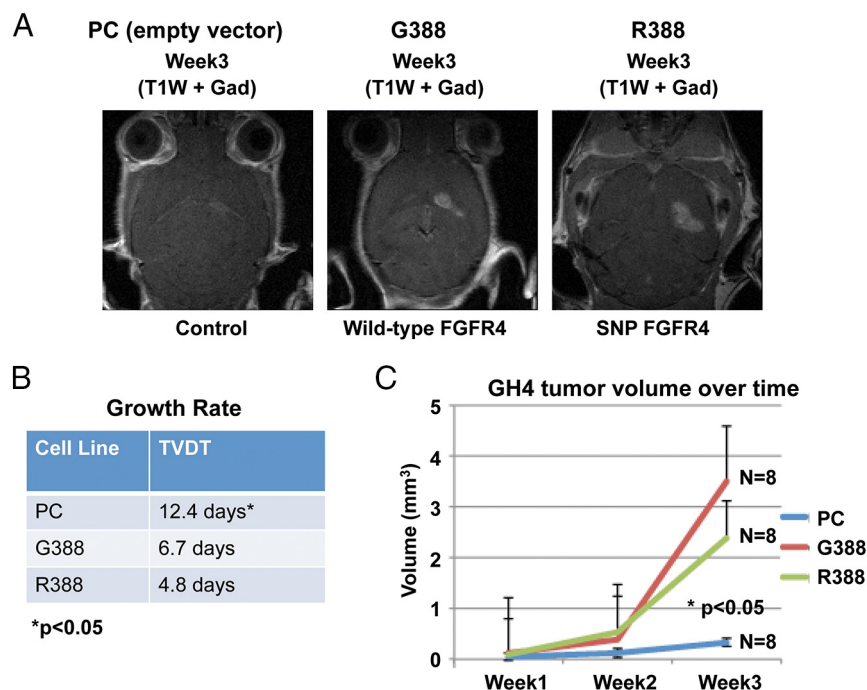 A
PC (empty vector)
Week3
(T1W + Gad)
G388
Week3
(T1W + Gad)
R388
Week3
(T1W + Gad)
Control
Wild-type FGFR4
SNP FGFR4
B
Growth Rate
Cell Line TVDT
PC 12.4 days*
G388 6.7 days
R388 4.8 days
*p<0.05
C
GH4 tumor volume over time
Volume (mm³)
5
4
3
2
1
0
N=8
N=8
* p<0.05
N=8
PC
G388
R388
Week1 Week2 Week3